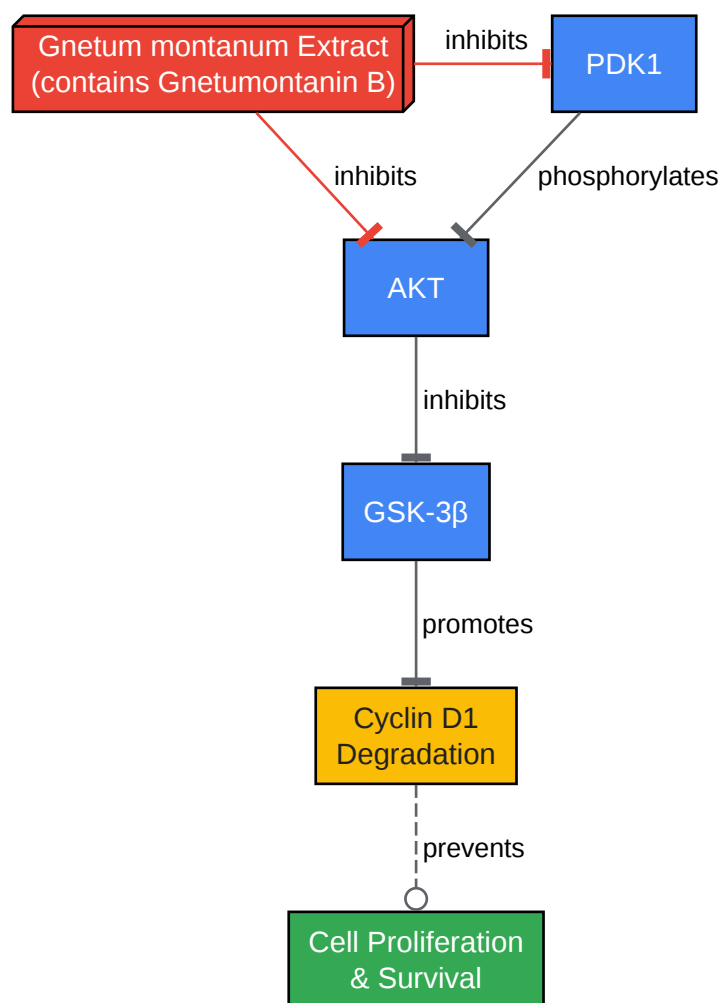 Gnetum montanum Extract
(contains Gnetumontanin B)
inhibits
PDK1
inhibits
phosphorylates
AKT
inhibits
GSK-3β
promotes
Cyclin D1
Degradation
prevents
Cell Proliferation
& Survival